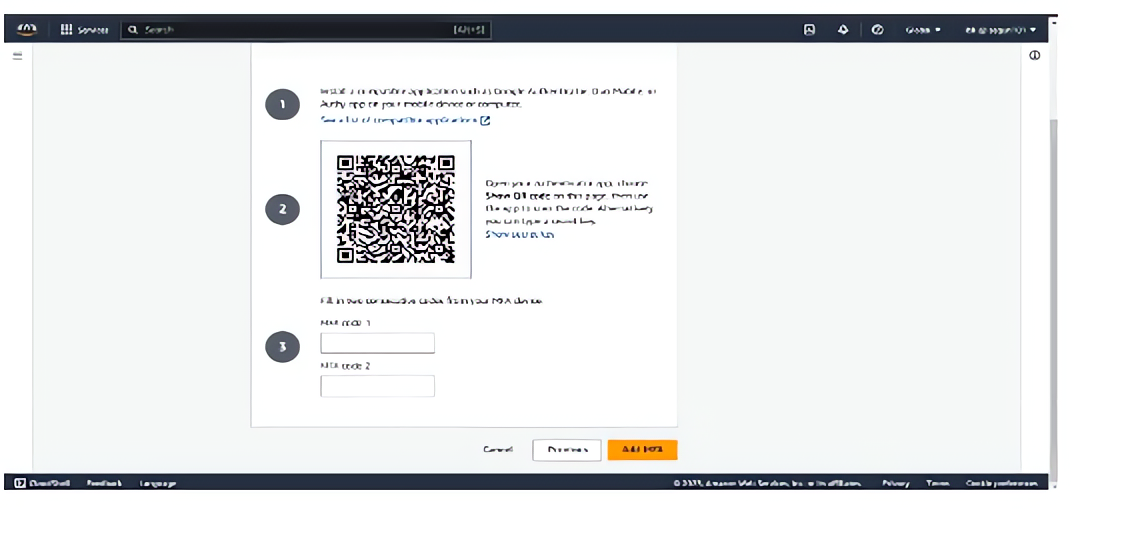 Services
Search
[Alt+S]
Global
1
Install a compatible application such as Google Authenticator, Duo Mobile, or
Authy app on your mobile device or computer.
See a list of compatible applications
2
Open your authenticator app, choose
Show QR code on this page, then use
the app to scan the code. Alternatively,
you can type a secret key.
Show secret key
Fill in two consecutive codes from your MFA device.
3
MFA code 1
MFA code 2
Cancel
Previous
Add MFA
CloudShell
Feedback
Language
Amazon Web Services, Inc. or its affiliates.
Privacy
Terms
Cookie preferences